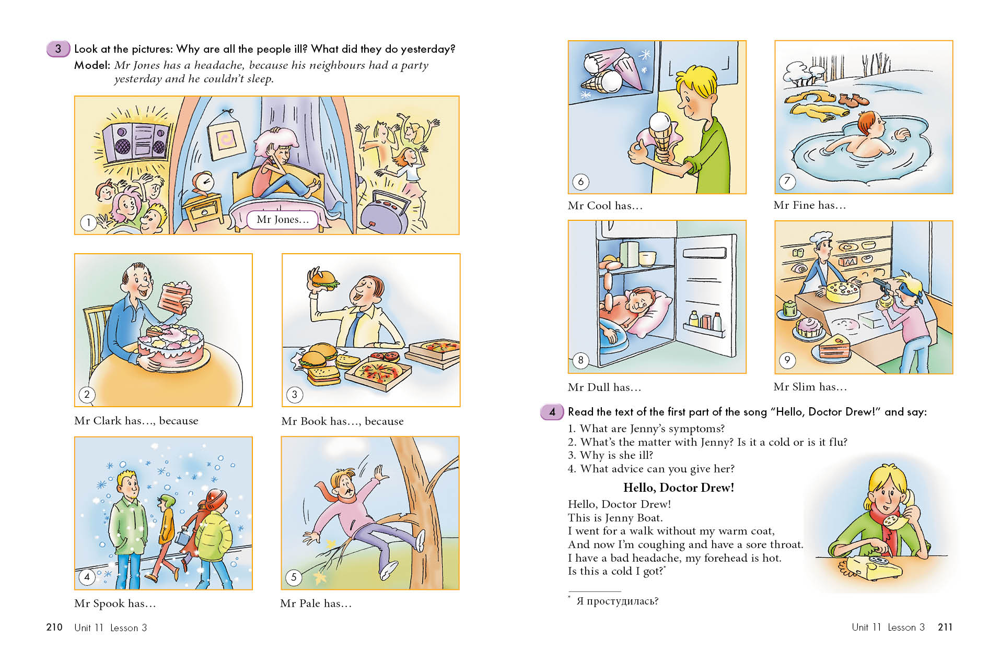 3 Look at the pictures: Why are all the people ill? What did they do yesterday?
Model: Mr Jones has a headache, because his neighbours had a party
yesterday and he couldn't sleep.
1
Mr Jones…
2
3
Mr Clark has…, because
Mr Book has…, because
4
5
Mr Spook has…
Mr Pale has…
210 Unit 11 Lesson 3
6
7
Mr Cool has…
Mr Fine has…
8
9
Mr Dull has…
Mr Slim has…
4 Read the text of the first part of the song “Hello, Doctor Drew!” and say:
1. What are Jenny’s symptoms?
2. What’s the matter with Jenny? Is it a cold or is it flu?
3. Why is she ill?
4. What advice can you give her?
Hello, Doctor Drew!
Hello, Doctor Drew!
This is Jenny Boat.
I went for a walk without my warm coat,
And now I’m coughing and have a sore throat.
I have a bad headache, my forehead is hot.
Is this a cold I got?*
* Я простудилась?
Unit 11 Lesson 3 211